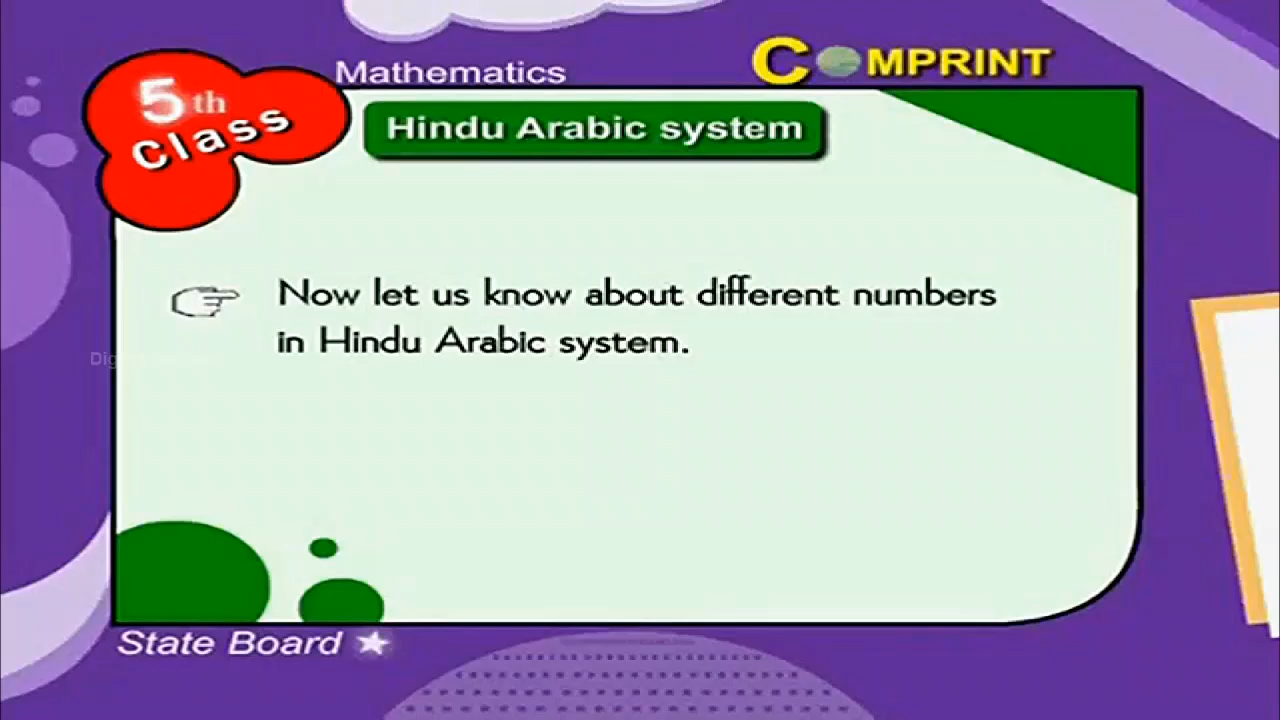 5th
Class
Mathematics
COMPRINT
Hindu Arabic system
Now let us know about different numbers
in Hindu Arabic system.
State Board